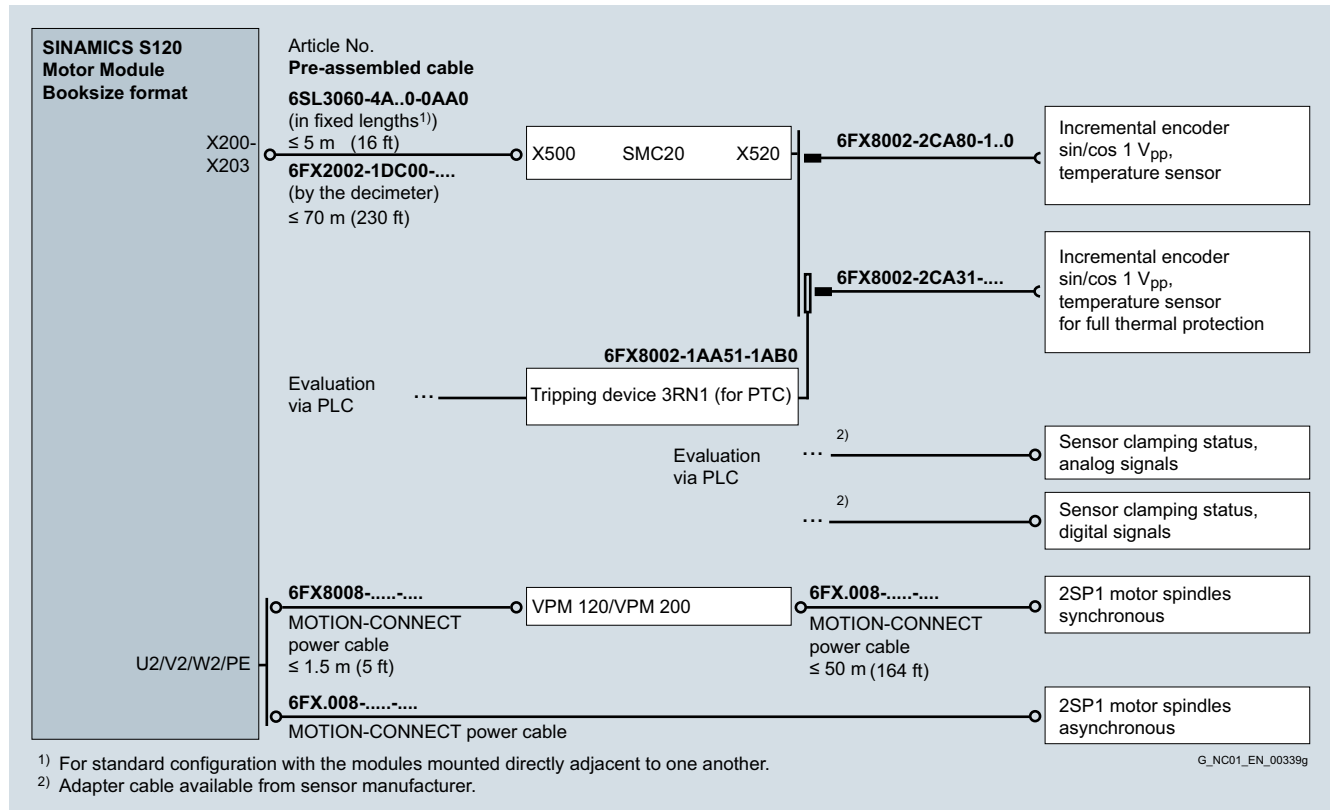 SINAMICS S120
Motor Module
Booksize format
Article No.
Pre-assembled cable
6SL3060-4A..0-0AA0
(in fixed lengths1))
≤ 5 m (16 ft)
X200-
X203
6FX2002-1DC00-....
(by the decimeter)
≤ 70 m (230 ft)
X500 SMC20 X520
6FX8002-2CA80-1..0
Incremental encoder
sin/cos 1 Vpp,
temperature sensor
6FX8002-2CA31-....
Incremental encoder
sin/cos 1 Vpp,
temperature sensor
for full thermal protection
6FX8002-1AA51-1AB0
Evaluation
via PLC
...
Tripping device 3RN1 (for PTC)
Evaluation
via PLC
... 2)
Sensor clamping status,
analog signals
... 2)
Sensor clamping status,
digital signals
U2/V2/W2/PE
6FX8008-.....-....
MOTION-CONNECT
power cable
≤ 1.5 m (5 ft)
VPM 120/VPM 200
6FX.008-.....-....
MOTION-CONNECT
power cable
≤ 50 m (164 ft)
2SP1 motor spindles
synchronous
6FX.008-.....-....
MOTION-CONNECT power cable
2SP1 motor spindles
asynchronous
1) For standard configuration with the modules mounted directly adjacent to one another.
2) Adapter cable available from sensor manufacturer.
G_NC01_EN_00339g